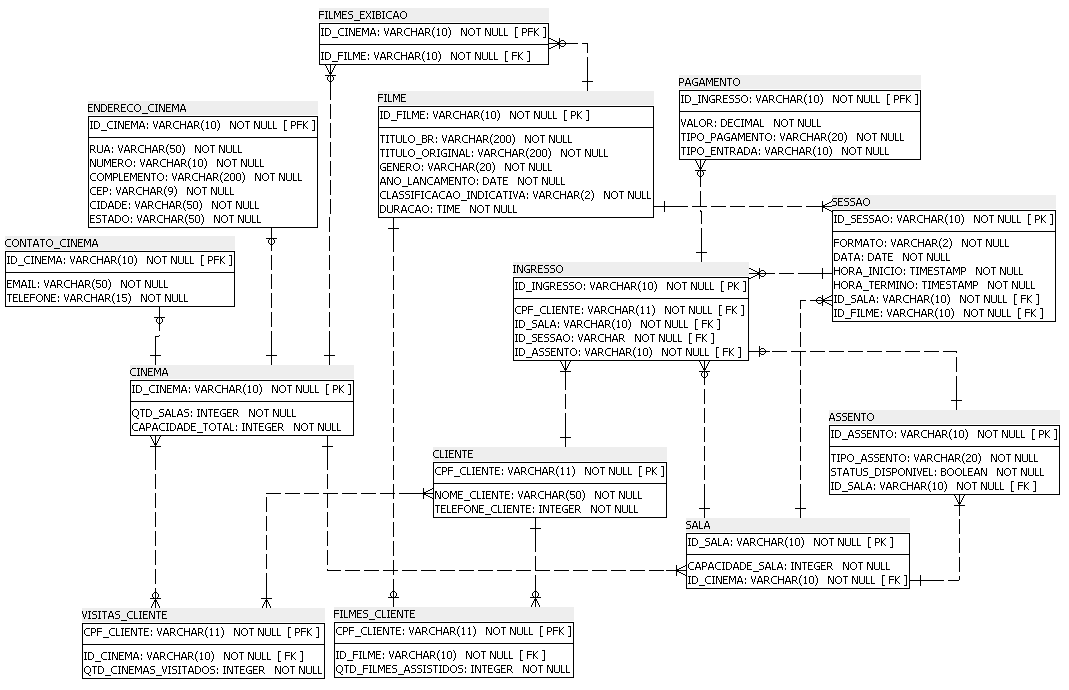 FILMES_EXIBICAO
ID_CINEMA: VARCHAR(10) NOT NULL [ PFK ]
ID_FILME: VARCHAR(10) NOT NULL [ FK ]
FILME
ID_FILME: VARCHAR(10) NOT NULL [ PK ]
TITULO_BR: VARCHAR(200) NOT NULL
TITULO_ORIGINAL: VARCHAR(200) NOT NULL
GENERO: VARCHAR(20) NOT NULL
ANO_LANCAMENTO: DATE NOT NULL
CLASSIFICACAO_INDICATIVA: VARCHAR(2) NOT NULL
DURACAO: TIME NOT NULL
PAGAMENTO
ID_INGRESSO: VARCHAR(10) NOT NULL [ PFK ]
VALOR: DECIMAL NOT NULL
TIPO_PAGAMENTO: VARCHAR(20) NOT NULL
TIPO_ENTRADA: VARCHAR(10) NOT NULL
ENDERECO_CINEMA
ID_CINEMA: VARCHAR(10) NOT NULL [ PFK ]
RUA: VARCHAR(50) NOT NULL
NUMERO: VARCHAR(10) NOT NULL
COMPLEMENTO: VARCHAR(200) NOT NULL
CEP: VARCHAR(9) NOT NULL
CIDADE: VARCHAR(50) NOT NULL
ESTADO: VARCHAR(50) NOT NULL
SESSAO
ID_SESSAO: VARCHAR(10) NOT NULL [ PK ]
FORMATO: VARCHAR(2) NOT NULL
DATA: DATE NOT NULL
HORA_INICIO: TIMESTAMP NOT NULL
HORA_TERMINO: TIMESTAMP NOT NULL
ID_SALA: VARCHAR(10) NOT NULL [ FK ]
ID_FILME: VARCHAR(10) NOT NULL [ FK ]
CONTATO_CINEMA
ID_CINEMA: VARCHAR(10) NOT NULL [ PFK ]
EMAIL: VARCHAR(50) NOT NULL
TELEFONE: VARCHAR(15) NOT NULL
INGRESSO
ID_INGRESSO: VARCHAR(10) NOT NULL [ PK ]
CPF_CLIENTE: VARCHAR(11) NOT NULL [ FK ]
ID_SALA: VARCHAR(10) NOT NULL [ FK ]
ID_SESSAO: VARCHAR NOT NULL [ FK ]
ID_ASSENTO: VARCHAR(10) NOT NULL [ FK ]
CINEMA
ID_CINEMA: VARCHAR(10) NOT NULL [ PK ]
QTD_SALAS: INTEGER NOT NULL
CAPACIDADE_TOTAL: INTEGER NOT NULL
ASSENTO
ID_ASSENTO: VARCHAR(10) NOT NULL [ PK ]
TIPO_ASSENTO: VARCHAR(20) NOT NULL
STATUS_DISPONIVEL: BOOLEAN NOT NULL
ID_SALA: VARCHAR(10) NOT NULL [ FK ]
CLIENTE
CPF_CLIENTE: VARCHAR(11) NOT NULL [ PK ]
NOME_CLIENTE: VARCHAR(50) NOT NULL
TELEFONE_CLIENTE: INTEGER NOT NULL
SALA
ID_SALA: VARCHAR(10) NOT NULL [ PK ]
CAPACIDADE_SALA: INTEGER NOT NULL
ID_CINEMA: VARCHAR(10) NOT NULL [ FK ]
VISITAS_CLIENTE
CPF_CLIENTE: VARCHAR(11) NOT NULL [ PFK ]
ID_CINEMA: VARCHAR(10) NOT NULL [ FK ]
QTD_CINEMAS_VISITADOS: INTEGER NOT NULL
FILMES_CLIENTE
CPF_CLIENTE: VARCHAR(11) NOT NULL [ PFK ]
ID_FILME: VARCHAR(10) NOT NULL [ FK ]
QTD_FILMES_ASSISTIDOS: INTEGER NOT NULL